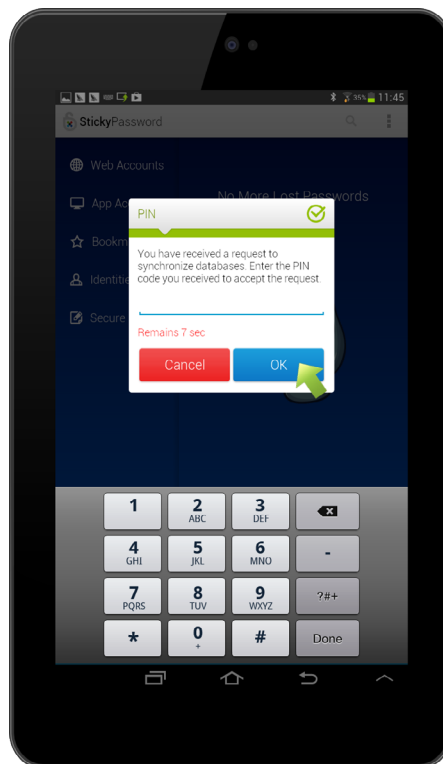 35% 11:45
StickyPassword
Web Accounts
No More Lost Passwords
App Ac
PIN
Bookm
You have received a request to
synchronize databases. Enter the PIN
code you received to accept the request.
Identitie
Secure
Remains 7 sec
Cancel OK
1 2 3
ABC DEF
4 5 6 -
GHI JKL MNO
7 8 9 ?#+
PQRS TUV WXYZ
* 0 # Done
+